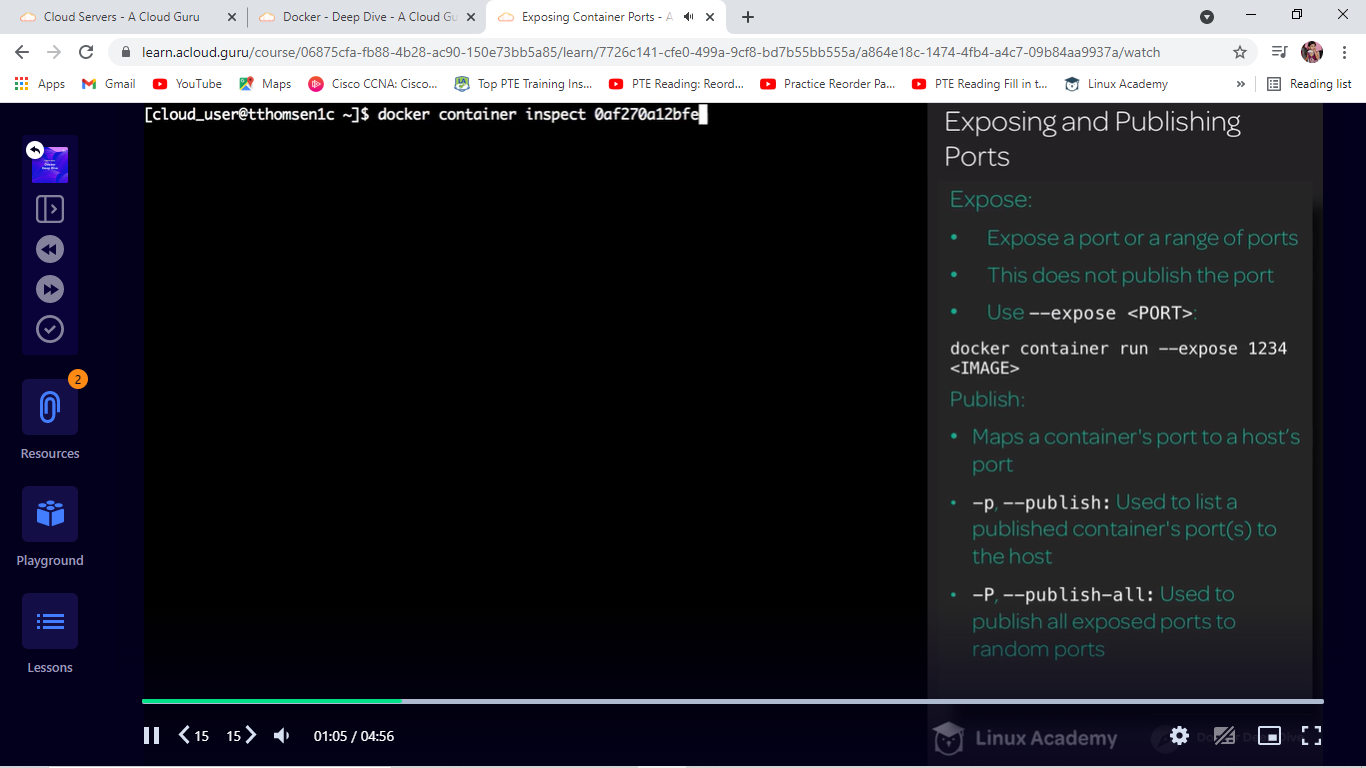 Cloud Servers - A Cloud Guru
Docker - Deep Dive - A Cloud Gu
Exposing Container Ports - A
learn.acloud.guru/course/06875cfa-fb88-4b28-ac90-150e73bb5a85/learn/7726c141-cfe0-499a-9cf8-bd7b55bb555a/a864e18c-1474-4fb4-a4c7-09b84aa9937a/watch
Apps
Gmail
YouTube
Maps
Cisco CCNA: Cisco...
Top PTE Training Ins...
PTE Reading: Reord...
Practice Reorder Pa...
PTE Reading Fill in t...
Linux Academy
»
Reading list
[cloud_user@tthomsen1c ~]$ docker container inspect 0af270a12bfe
Docker
Deep Dive
2
Resources
Playground
Lessons
Exposing and Publishing
Ports
Expose:
• Expose a port or a range of ports
• This does not publish the port
• Use --expose <PORT>:
docker container run --expose 1234
<IMAGE>
Publish:
• Maps a container's port to a host's
port
• -p, --publish: Used to list a
published container's port(s) to
the host
• -P, --publish-all: Used to
publish all exposed ports to
random ports
15
15
01:05 / 04:56
Linux Academy